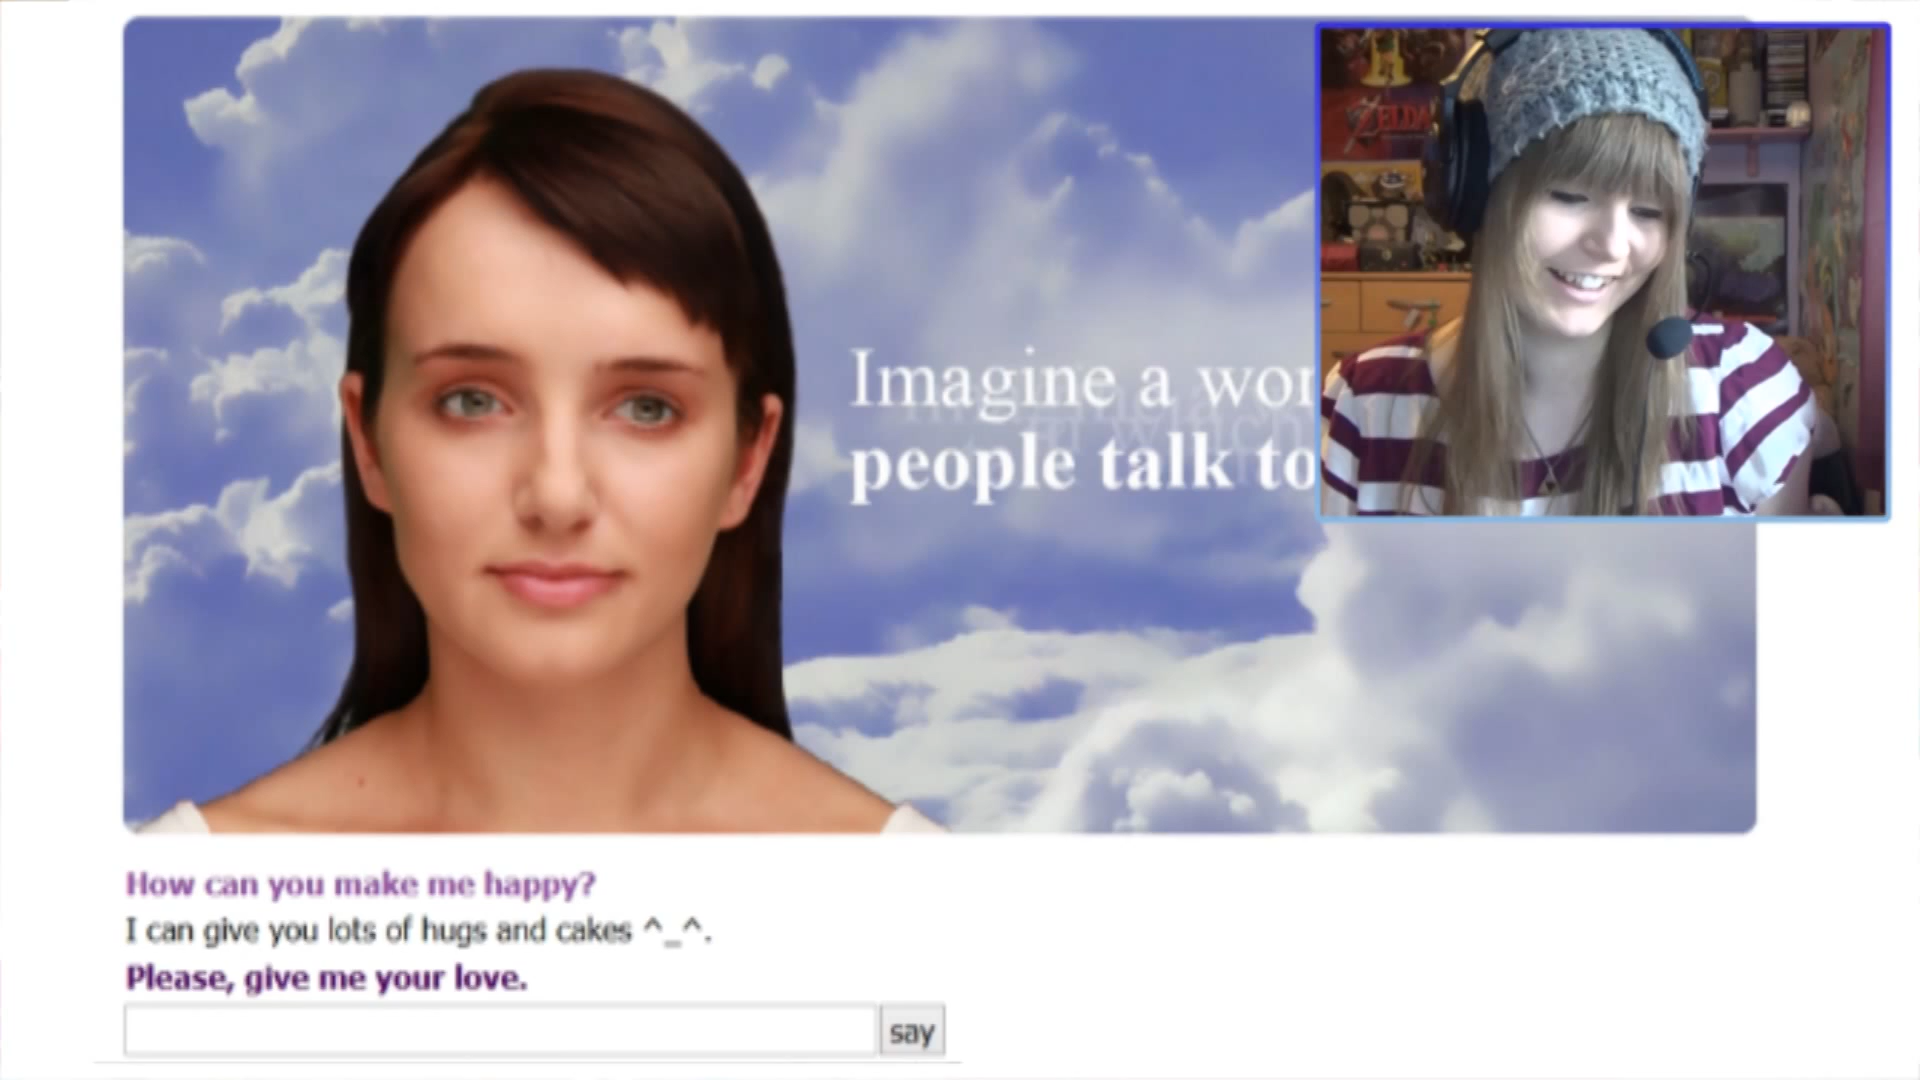 ZELDA
Imagine a wor
people talk to
How can you make me happy?
I can give you lots of hugs and cakes ^_^.
Please, give me your love.
say